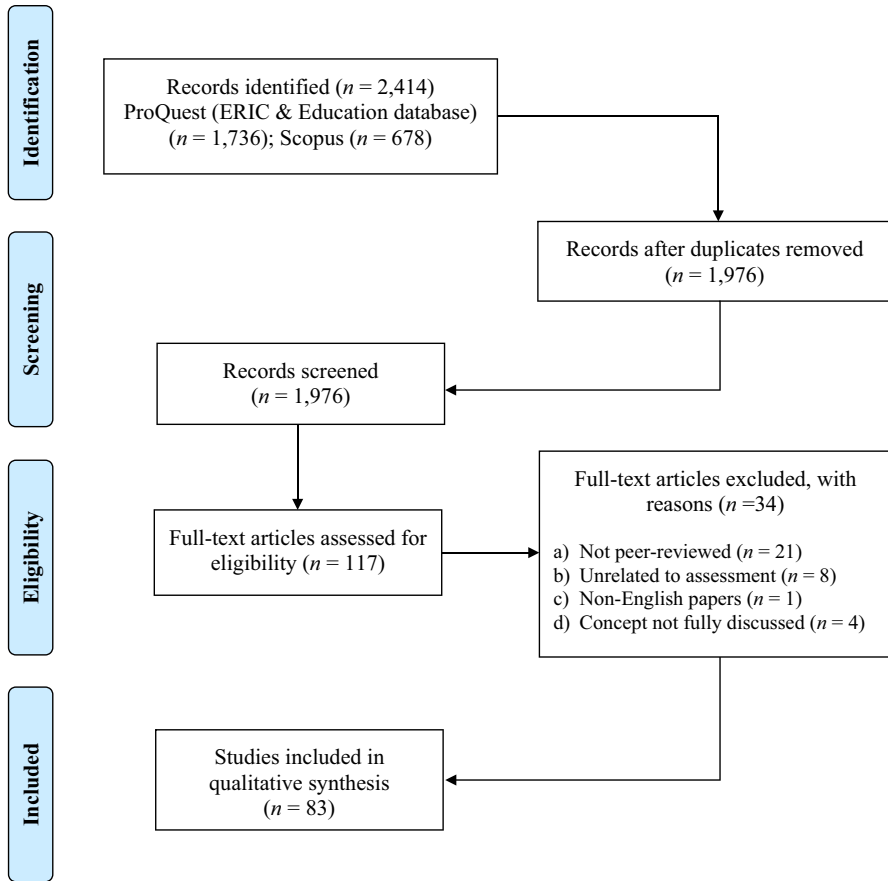 Identification
Records identified (n = 2,414)
ProQuest (ERIC & Education database)
(n = 1,736); Scopus (n = 678)
Records after duplicates removed
(n = 1,976)
Screening
Records screened
(n = 1,976)
Eligibility
Full-text articles assessed for
eligibility (n = 117)
Full-text articles excluded, with
reasons (n =34)
a) Not peer-reviewed (n = 21)
b) Unrelated to assessment (n = 8)
c) Non-English papers (n = 1)
d) Concept not fully discussed (n = 4)
Included
Studies included in
qualitative synthesis
(n = 83)